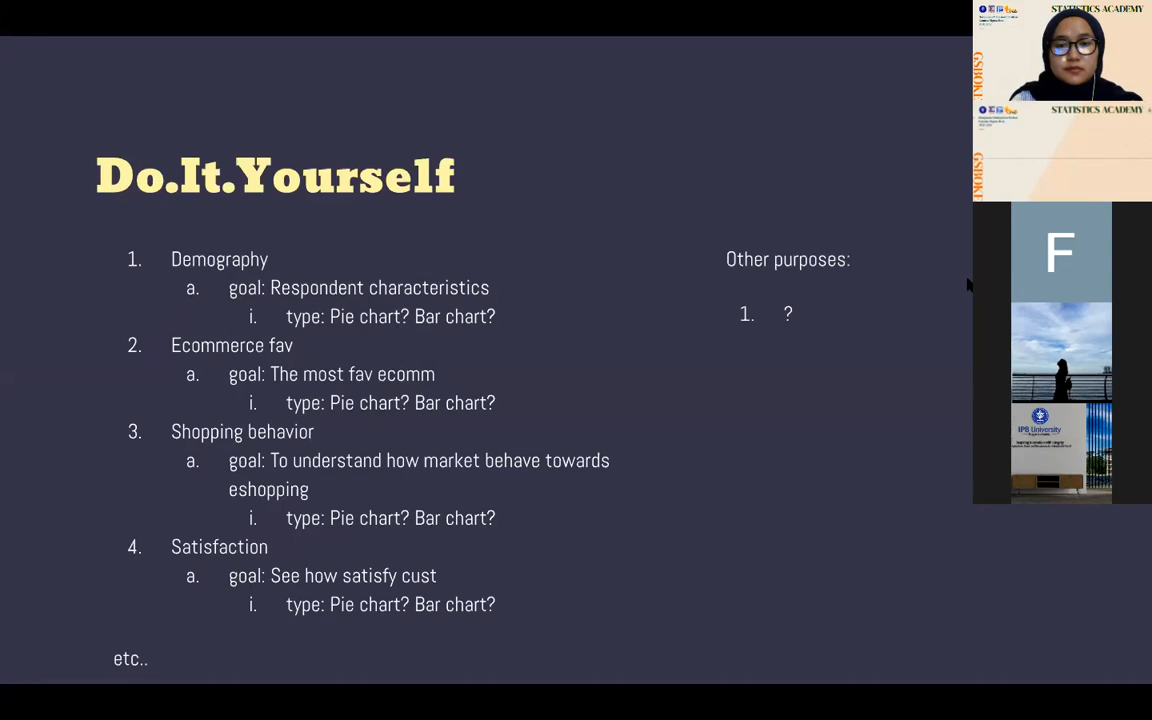 Do.It.Yourself
1. Demography
a. goal: Respondent characteristics
i. type: Pie chart? Bar chart?
2. Ecommerce fav
a. goal: The most fav ecomm
i. type: Pie chart? Bar chart?
3. Shopping behavior
a. goal: To understand how market behave towards
eshopping
i. type: Pie chart? Bar chart?
4. Satisfaction
a. goal: See how satisfy cust
i. type: Pie chart? Bar chart?
etc..
Other purposes:
1. ?
STATISTICS ACADEMY
GSBOKE
STATISTICS ACADEMY
GSBOKE
F
IPB University